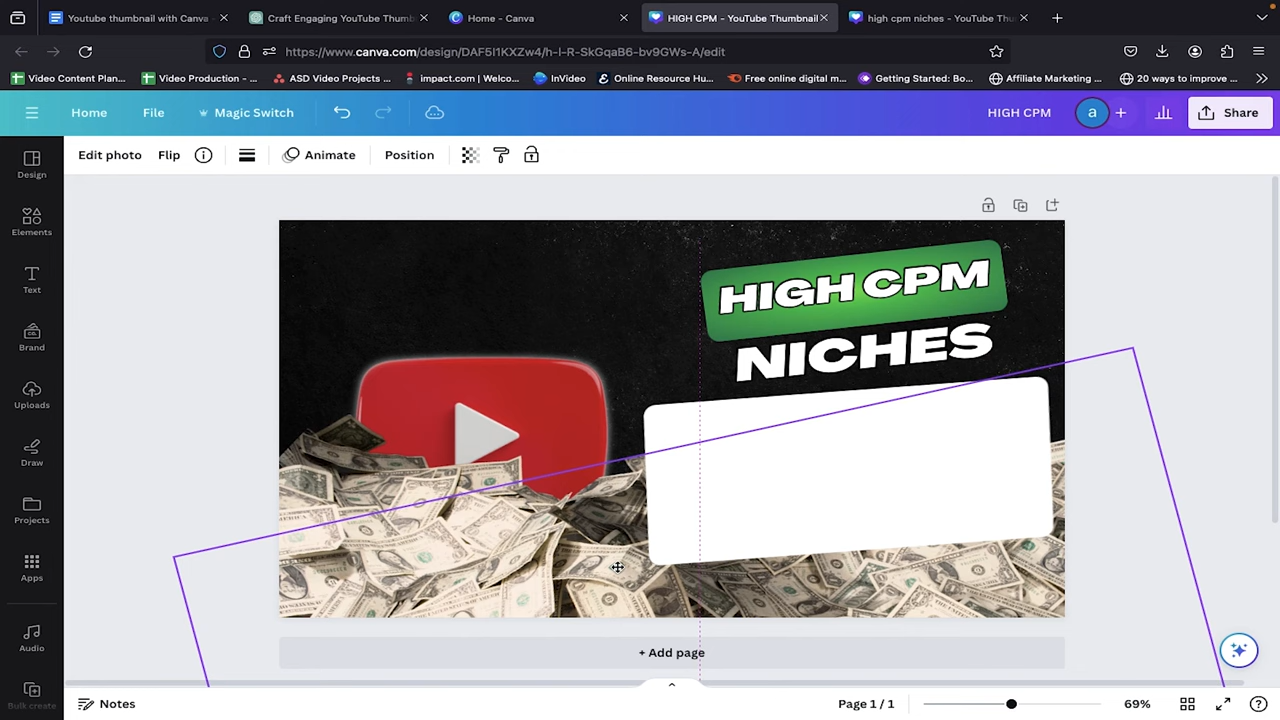 Youtube thumbnail with Canva
Craft Engaging YouTube Thumb
Home - Canva
HIGH CPM - YouTube Thumbnail
high cpm niches - YouTube Th
https://www.canva.com/design/DAF5I1KXZw4/h-I-R-SkGqaB6-bv9GWs-A/edit
Video Content Plan...
Video Production - ...
ASD Video Projects ...
impact.com | Welco...
InVideo
Online Resource Hu...
Free online digital m...
Getting Started: Bo...
Affiliate Marketing ...
20 ways to improve ...
Home
File
Magic Switch
HIGH CPM
a
Share
Edit photo
Flip
Animate
Position
Design
Elements
Text
Brand
Uploads
Draw
Projects
Apps
Audio
Bulk create
HIGH CPM
NICHES
+ Add page
Notes
Page 1 / 1
69%